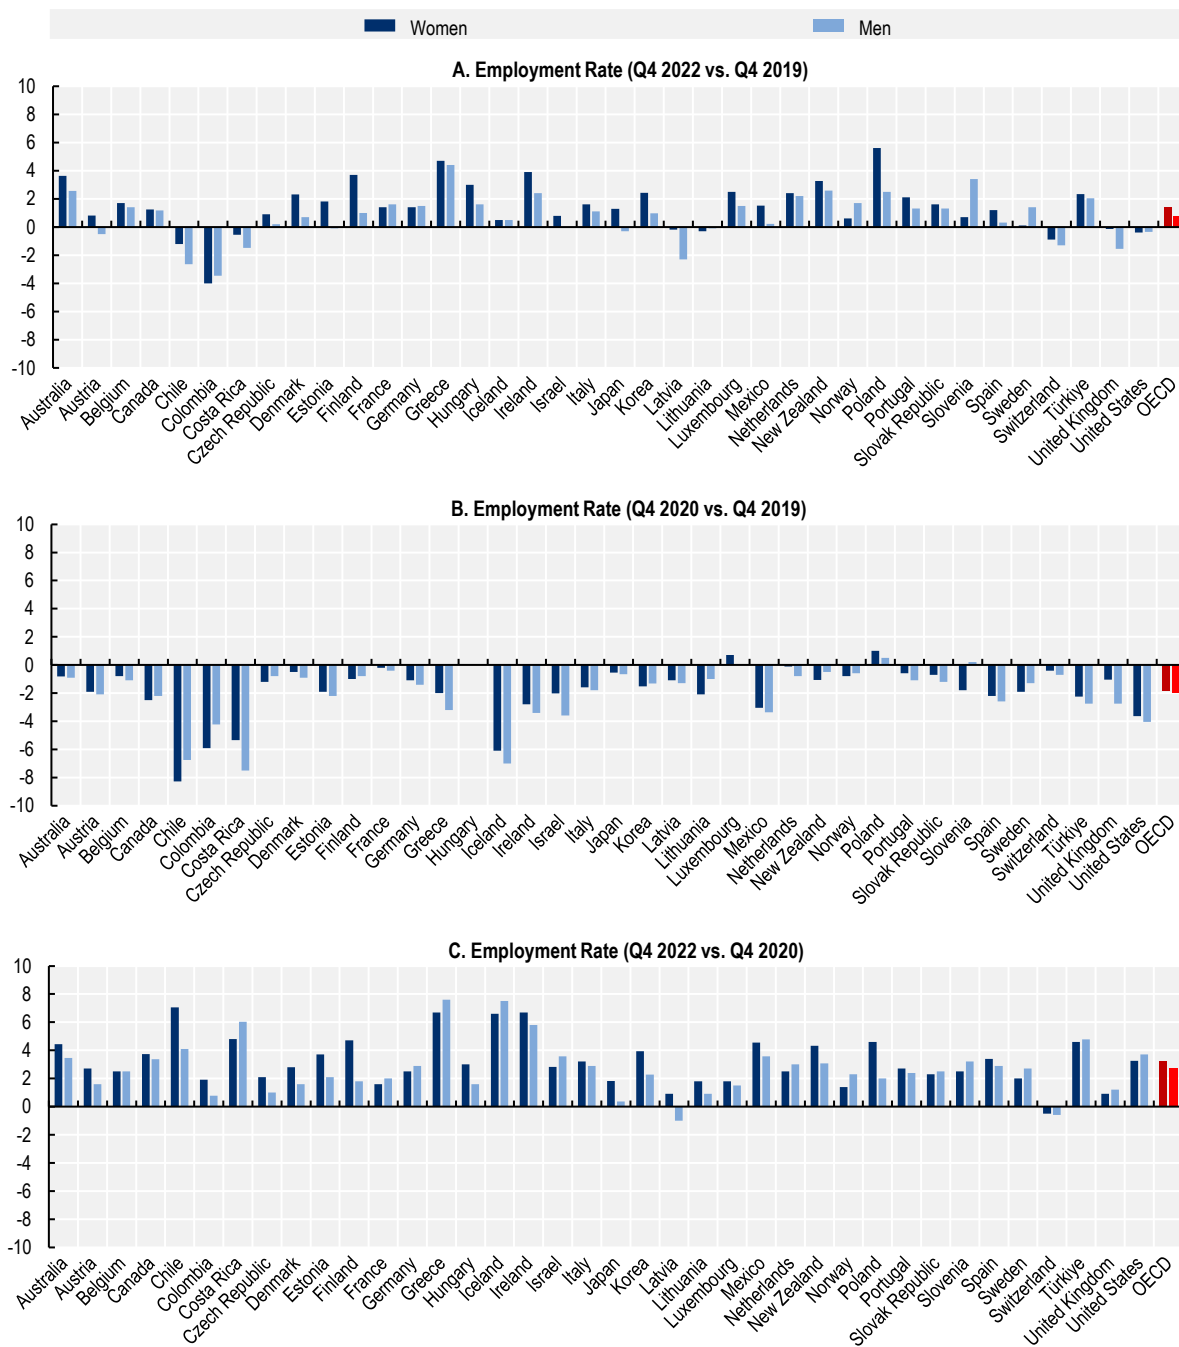 Women Men
A. Employment Rate (Q4 2022 vs. Q4 2019)
10
8
6
4
2
0
-2
-4
-6
-8
-10
Australia
Austria
Belgium
Canada
Chile
Colombia
Costa Rica
Czech Republic
Denmark
Estonia
Finland
France
Germany
Greece
Hungary
Iceland
Ireland
Israel
Italy
Japan
Korea
Latvia
Lithuania
Luxembourg
Mexico
Netherlands
New Zealand
Norway
Poland
Portugal
Slovak Republic
Slovenia
Spain
Sweden
Switzerland
Türkiye
United Kingdom
United States
OECD
B. Employment Rate (Q4 2020 vs. Q4 2019)
10
8
6
4
2
0
-2
-4
-6
-8
-10
Australia
Austria
Belgium
Canada
Chile
Colombia
Costa Rica
Czech Republic
Denmark
Estonia
Finland
France
Germany
Greece
Hungary
Iceland
Ireland
Israel
Italy
Japan
Korea
Latvia
Lithuania
Luxembourg
Mexico
Netherlands
New Zealand
Norway
Poland
Portugal
Slovak Republic
Slovenia
Spain
Sweden
Switzerland
Türkiye
United Kingdom
United States
OECD
C. Employment Rate (Q4 2022 vs. Q4 2020)
10
8
6
4
2
0
-2
-4
-6
-8
-10
Australia
Austria
Belgium
Canada
Chile
Colombia
Costa Rica
Czech Republic
Denmark
Estonia
Finland
France
Germany
Greece
Hungary
Iceland
Ireland
Israel
Italy
Japan
Korea
Latvia
Lithuania
Luxembourg
Mexico
Netherlands
New Zealand
Norway
Poland
Portugal
Slovak Republic
Slovenia
Spain
Sweden
Switzerland
Türkiye
United Kingdom
United States
OECD